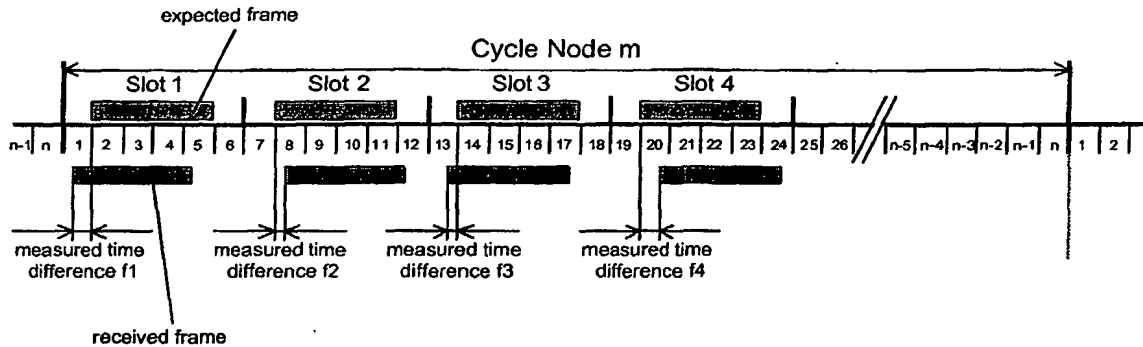 expected frame
Cycle Node m
Slot 1 Slot 2 Slot 3 Slot 4
n-1 n 1 2 3 4 5 6 7 8 9 10 11 12 13 14 15 16 17 18 19 20 21 22 23 24 25 26 n-5 n-4 n-3 n-2 n-1 n 1 2
measured time difference f1
measured time difference f2
measured time difference f3
measured time difference f4
received frame